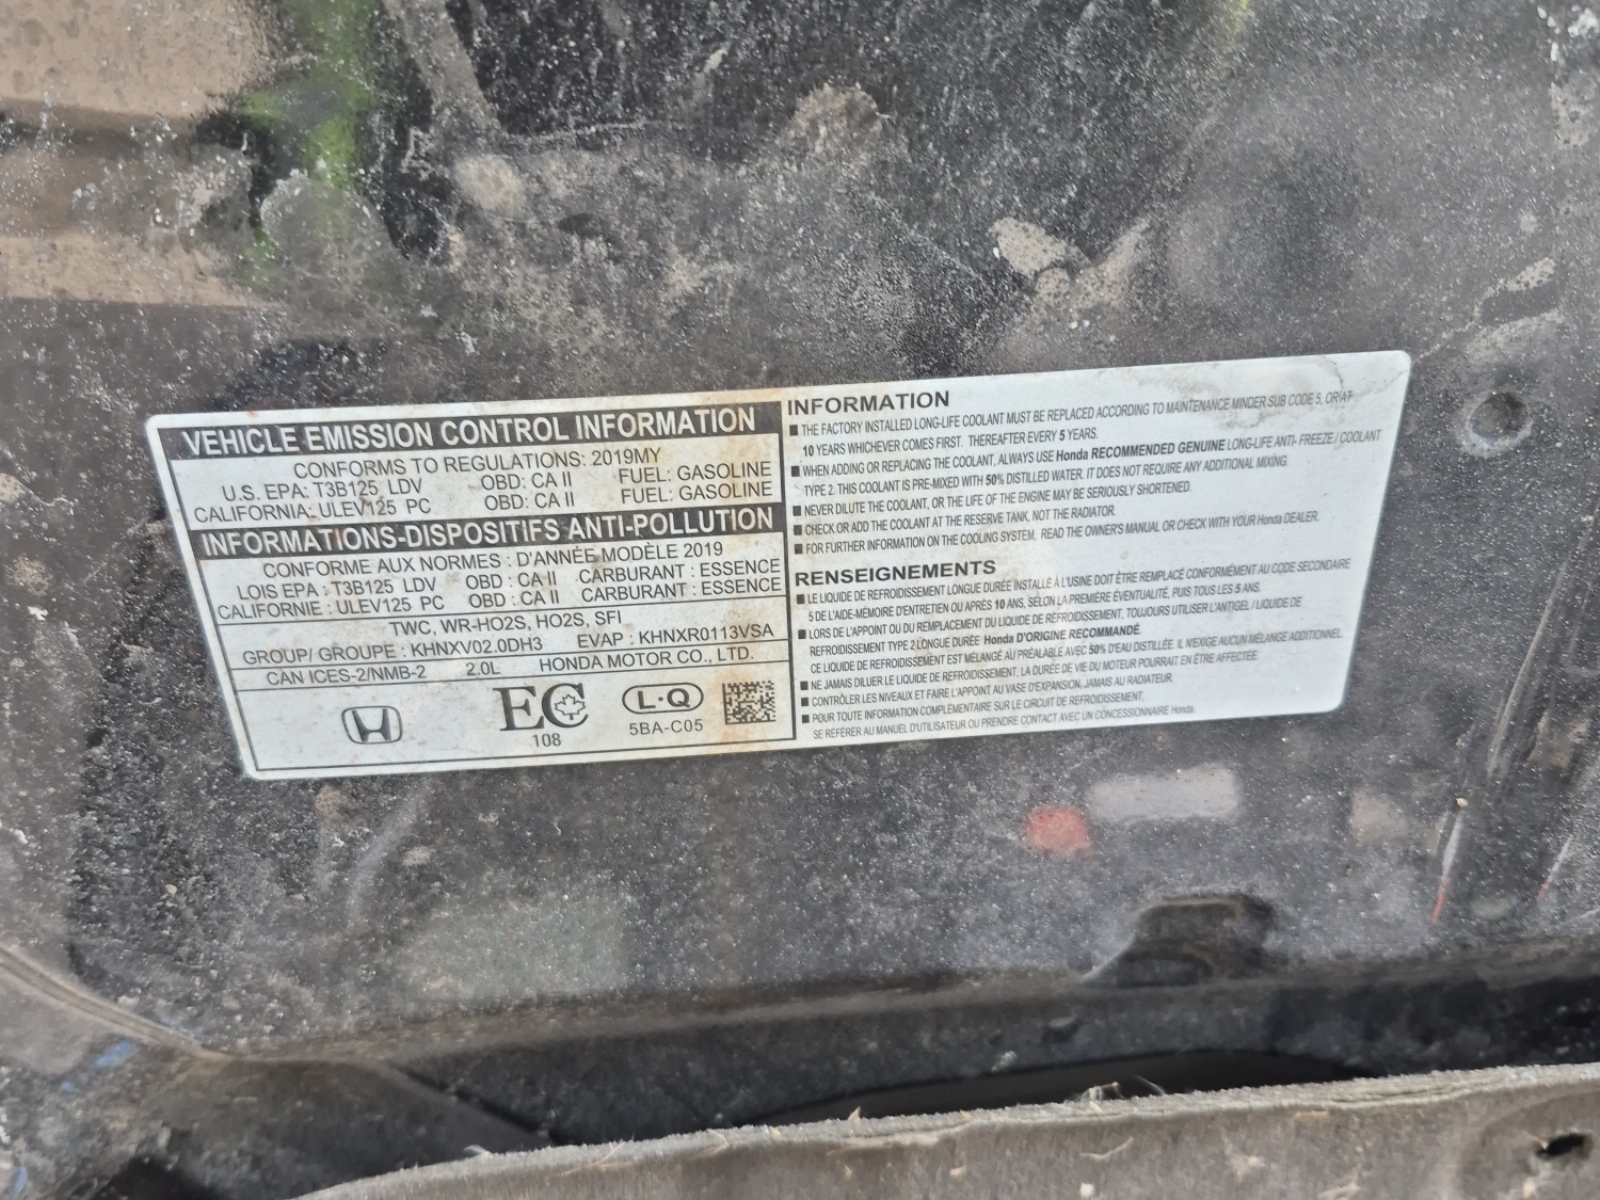 VEHICLE EMISSION CONTROL INFORMATION
CONFORMS TO REGULATIONS: 2019MY
U.S. EPA: T3B125 LDV OBD: CA II FUEL: GASOLINE
CALIFORNIA: ULEV125 PC OBD: CA II FUEL: GASOLINE
INFORMATIONS-DISPOSITIFS ANTI-POLLUTION
CONFORME AUX NORMES : D'ANNÉE MODÈLE 2019
LOIS EPA : T3B125 LDV OBD : CA II CARBURANT : ESSENCE
CALIFORNIE : ULEV125 PC OBD : CA II CARBURANT : ESSENCE
TWC, WR-HO2S, HO2S, SFI
GROUP/ GROUPE : KHNXV02.0DH3 EVAP : KHNXR0113VSA
CAN ICES-2/NMB-2 2.0L HONDA MOTOR CO., LTD.
EC
108
L-Q
5BA-C05
INFORMATION
■ THE FACTORY INSTALLED LONG-LIFE COOLANT MUST BE REPLACED ACCORDING TO MAINTENANCE MINDER SUB CODE 5, OR AT
10 YEARS WHICHEVER COMES FIRST. THEREAFTER EVERY 5 YEARS.
■ WHEN ADDING OR REPLACING THE COOLANT, ALWAYS USE Honda RECOMMENDED GENUINE LONG-LIFE ANTI- FREEZE / COOLANT
TYPE 2. THIS COOLANT IS PRE-MIXED WITH 50% DISTILLED WATER. IT DOES NOT REQUIRE ANY ADDITIONAL MIXING.
■ NEVER DILUTE THE COOLANT, OR THE LIFE OF THE ENGINE MAY BE SERIOUSLY SHORTENED.
■ CHECK OR ADD THE COOLANT AT THE RESERVE TANK, NOT THE RADIATOR.
■ FOR FURTHER INFORMATION ON THE COOLING SYSTEM, READ THE OWNER'S MANUAL OR CHECK WITH YOUR Honda DEALER.
RENSEIGNEMENTS
■ LE LIQUIDE DE REFROIDISSEMENT LONGUE DURÉE INSTALLÉ À L'USINE DOIT ÊTRE REMPLACÉ CONFORMÉMENT AU CODE SECONDAIRE
5 DE L'AIDE-MÉMOIRE D'ENTRETIEN OU APRÈS 10 ANS, SELON LA PREMIÈRE ÉVENTUALITÉ, PUIS TOUS LES 5 ANS.
■ LORS DE L'APPOINT OU DU REMPLACEMENT DU LIQUIDE DE REFROIDISSEMENT, TOUJOURS UTILISER L'ANTIGEL / LIQUIDE DE
REFROIDISSEMENT TYPE 2 LONGUE DURÉE Honda D'ORIGINE RECOMMANDÉ.
CE LIQUIDE DE REFROIDISSEMENT EST MÉLANGÉ AU PRÉALABLE AVEC 50% D'EAU DISTILLÉE. IL N'EXIGE AUCUN MÉLANGE ADDITIONNEL.
■ NE JAMAIS DILUER LE LIQUIDE DE REFROIDISSEMENT, LA DURÉE DE VIE DU MOTEUR POURRAIT EN ÊTRE AFFECTÉE.
■ CONTRÔLER LES NIVEAUX ET FAIRE L'APPOINT AU VASE D'EXPANSION, JAMAIS AU RADIATEUR.
■ POUR TOUTE INFORMATION COMPLÉMENTAIRE SUR LE CIRCUIT DE REFROIDISSEMENT.
SE RÉFÉRER AU MANUEL D'UTILISATEUR OU PRENDRE CONTACT AVEC UN CONCESSIONNAIRE Honda.